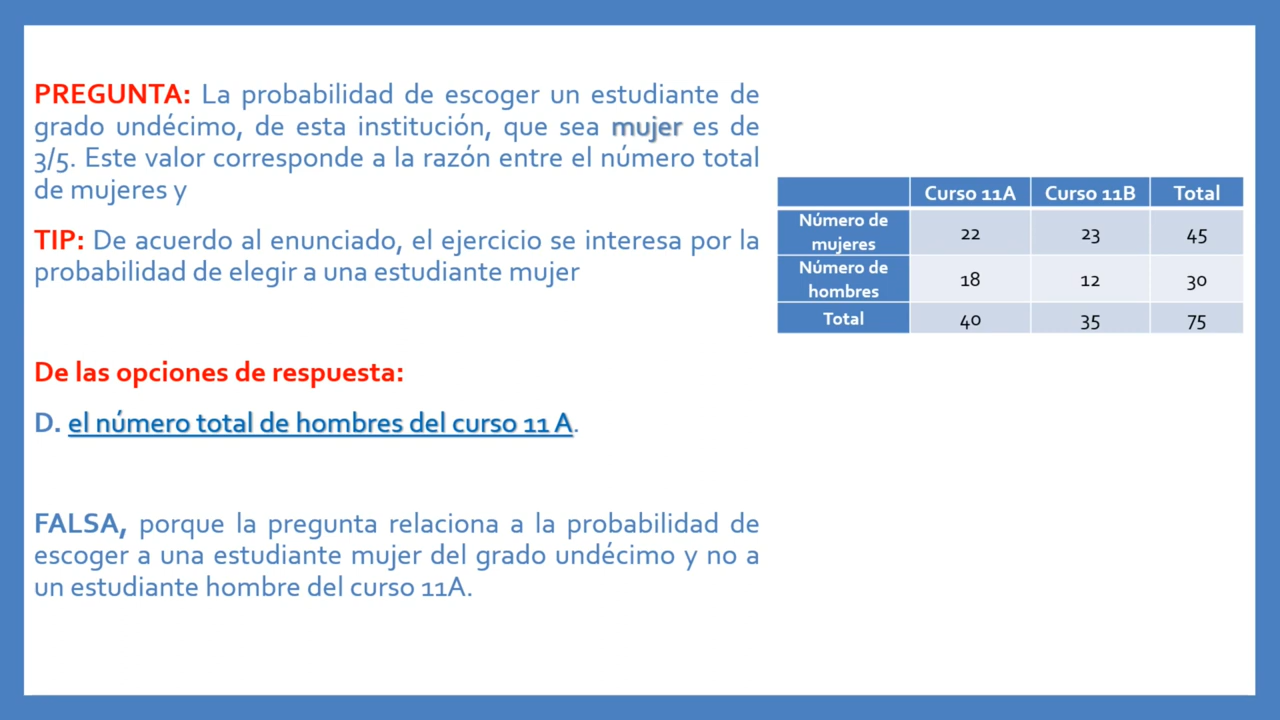 PREGUNTA: La probabilidad de escoger un estudiante de
grado undécimo, de esta institución, que sea mujer es de
3/5. Este valor corresponde a la razón entre el número total
de mujeres y
TIP: De acuerdo al enunciado, el ejercicio se interesa por la
probabilidad de elegir a una estudiante mujer
De las opciones de respuesta:
D. el número total de hombres del curso 11 A.
FALSA, porque la pregunta relaciona a la probabilidad de
escoger a una estudiante mujer del grado undécimo y no a
un estudiante hombre del curso 11A.
Curso 11A Curso 11B Total
Número de
mujeres 22 23 45
Número de
hombres 18 12 30
Total 40 35 75